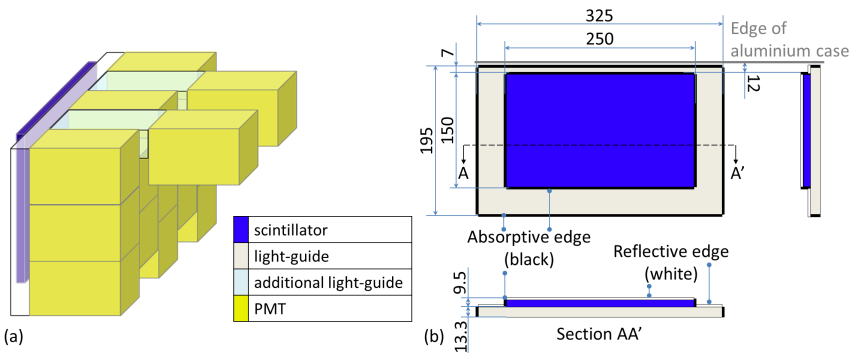 (a)
scintillator
light-guide
additional light-guide
PMT
325
250
Edge of
aluminium case
7
12
195
150
A
A'
Absorptive edge
(black)
Reflective edge
(white)
9.5
13.3
Section AA'
(b)